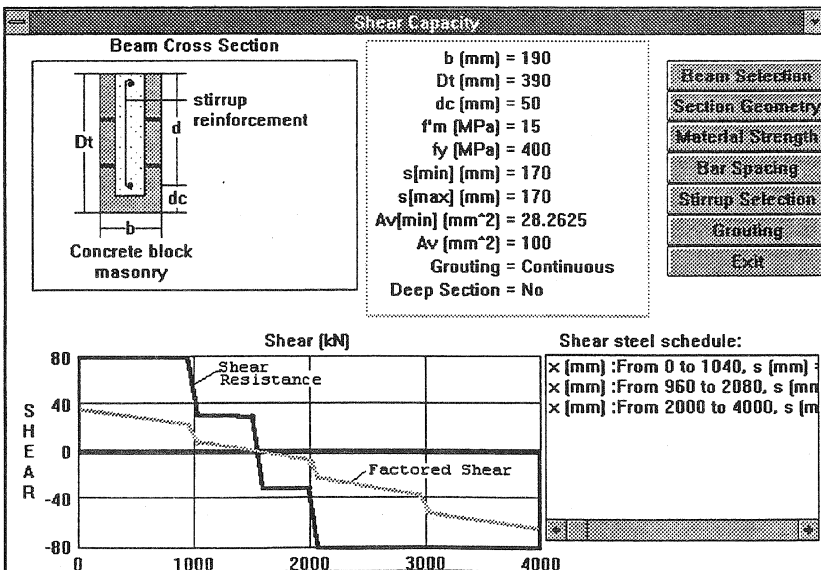 Shear Capacity
Beam Cross Section
stirrup
reinforcement
Dt
d
dc
b
Concrete block
masonry
b (mm) = 190
Dt (mm) = 390
dc (mm) = 50
f'm (MPa) = 15
fy (MPa) = 400
s[min] (mm) = 170
s[max] (mm) = 170
Av[min] (mm^2) = 28.2625
Av (mm^2) = 100
Grouting = Continuous
Deep Section = No
Beam Selection
Section Geometry
Material Strength
Bar Spacing
Stirrup Selection
Grouting
Exit
Shear (kN)
SHEAR
80
40
0
-40
-80
Shear
Resistance
Factored Shear
0 1000 2000 3000 4000
Shear steel schedule:
x (mm) :From 0 to 1040, s (mm) =
x (mm) :From 960 to 2080, s (mm
x (mm) :From 2000 to 4000, s (m